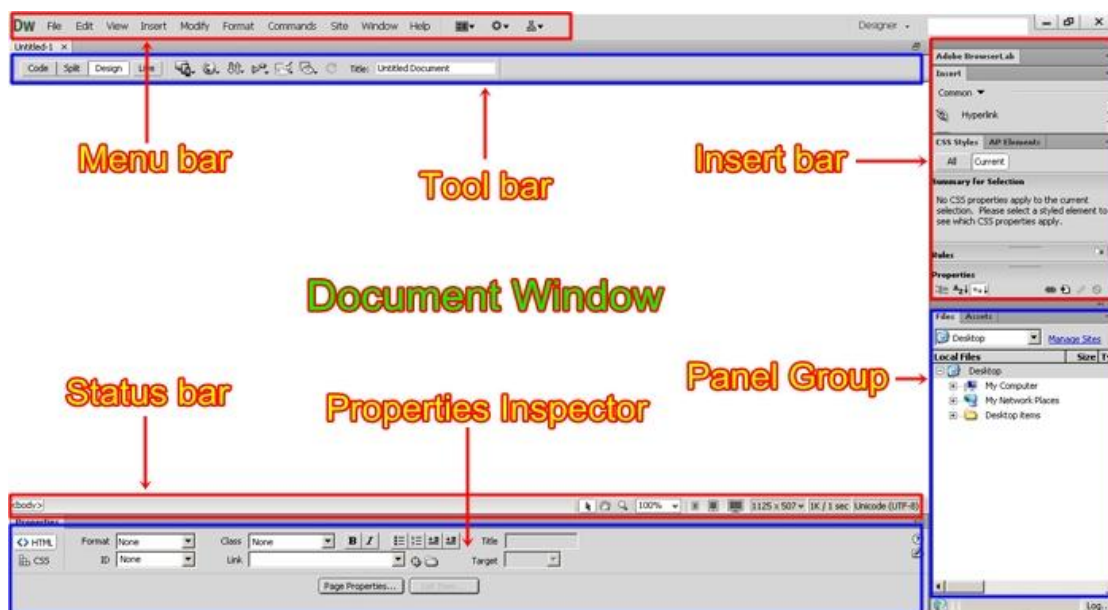 DW File Edit View Insert Modify Format Commands Site Window Help Designer
Untitled-1 ×
Code Split Design Live Title: Untitled Document
Adobe BrowserLab
Insert
Common
Hyperlink
CSS Styles AP Elements
All Current
Summary for Selection
No CSS properties apply to the current
selection. Please select a styled element to
see which CSS properties apply.
Rules
Properties
Menu bar
Tool bar
Insert bar
Document Window
Files Assets
Desktop Manage Sites
Local Files Size
Desktop
My Computer
My Network Places
Desktop items
Panel Group
Status bar
Properties Inspector
<body> 100% 1125 x 507 1K / 1 sec Unicode (UTF-8)
Properties
<> HTML Format None Class None B I Title
CSS ID None Link Target
Page Properties...
Log...